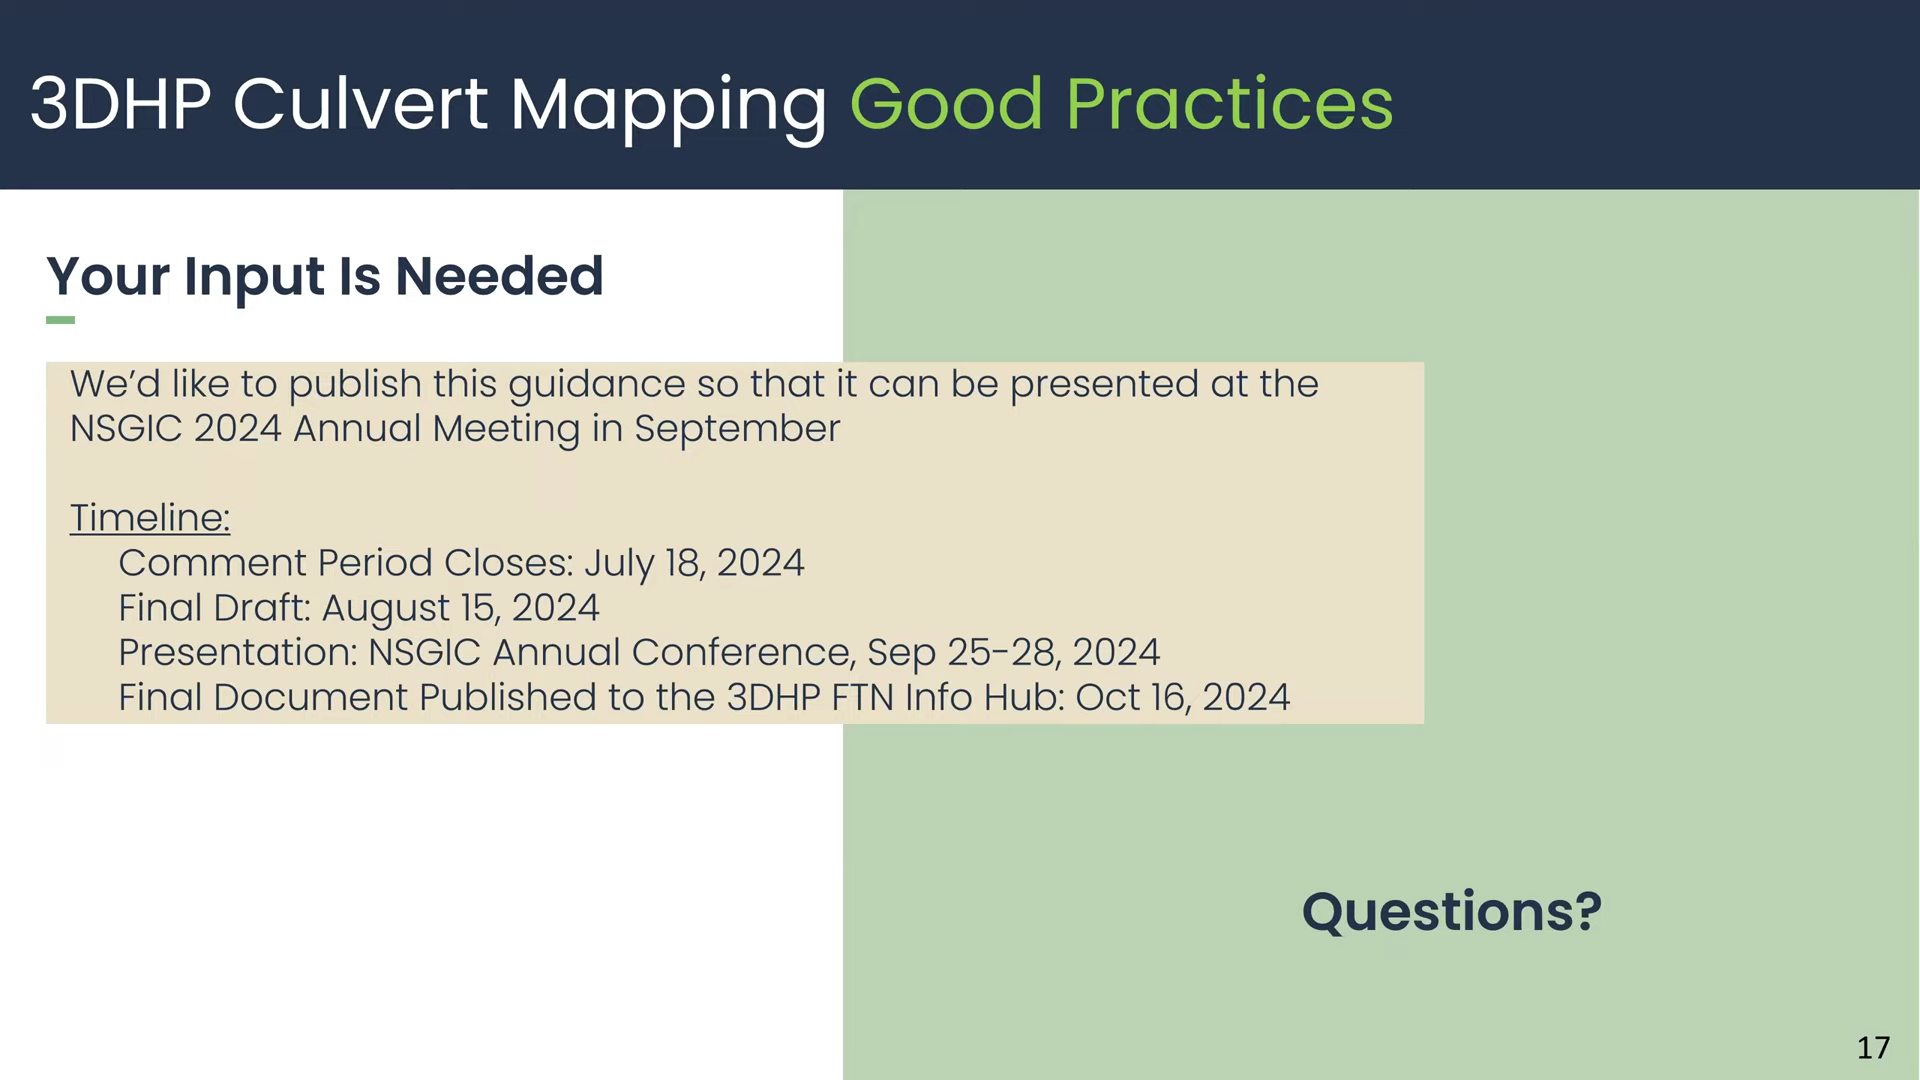 3DHP Culvert Mapping Good Practices
Your Input Is Needed
We’d like to publish this guidance so that it can be presented at the
NSGIC 2024 Annual Meeting in September
Timeline:
Comment Period Closes: July 18, 2024
Final Draft: August 15, 2024
Presentation: NSGIC Annual Conference, Sep 25-28, 2024
Final Document Published to the 3DHP FTN Info Hub: Oct 16, 2024
Questions?
17